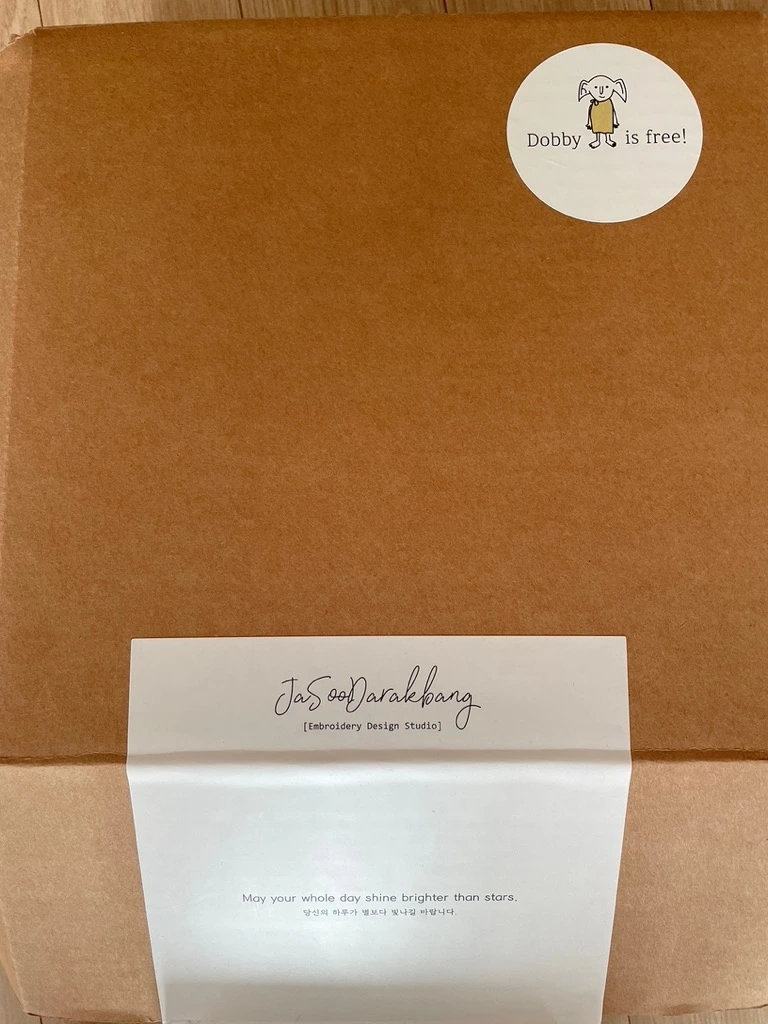 Dobby is free!
JaSooDarakbang
[Embroidery Design Studio]
May your whole day shine brighter than stars.
당신의 하루가 별보다 빛나길 바랍니다